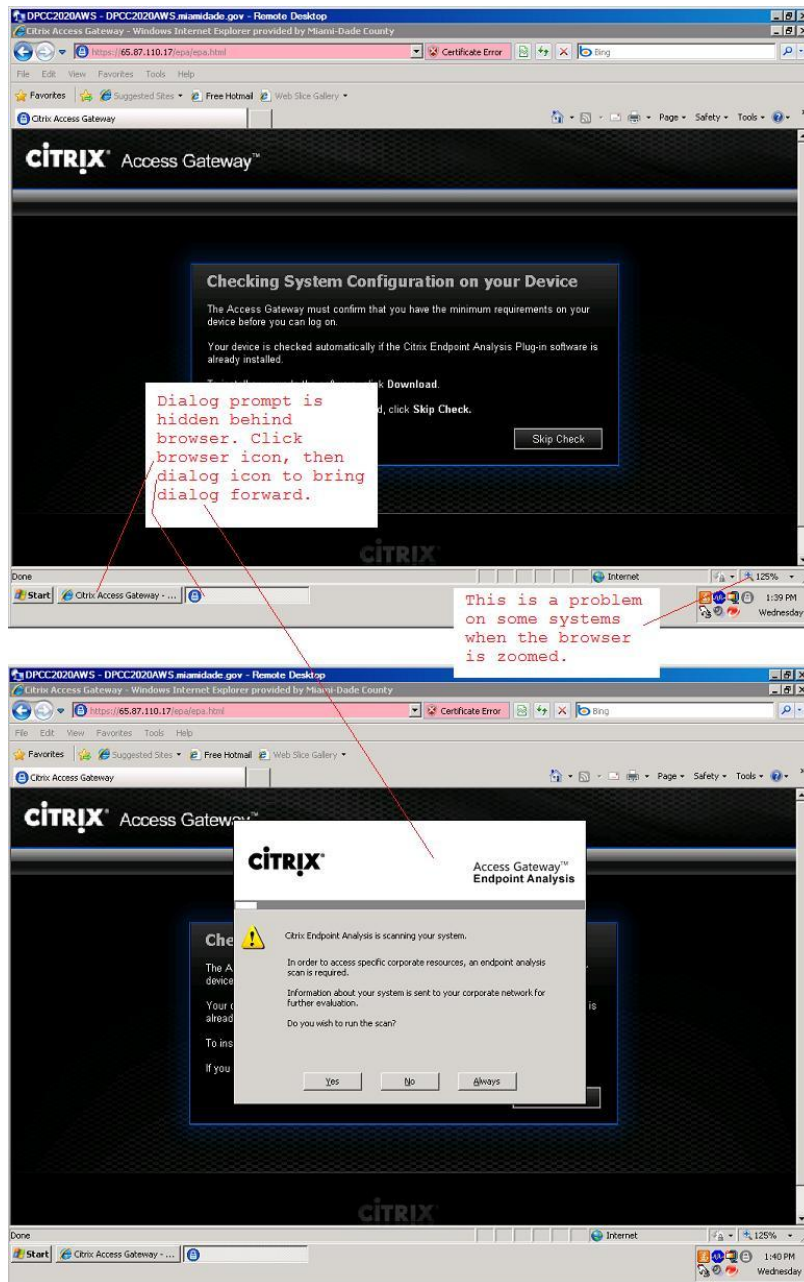 DPCC2020AWS - DPCC2020AWS.miamidade.gov - Remote Desktop
Citrix Access Gateway - Windows Internet Explorer provided by Miami-Dade County
https://65.87.110.17/epa/epa.html
Certificate Error
Bing
File Edit View Favorites Tools Help
Favorites Suggested Sites Free Hotmail Web Slice Gallery
Citrix Access Gateway
Page Safety Tools
CITRIX Access Gateway™
Checking System Configuration on your Device
The Access Gateway must confirm that you have the minimum requirements on your
device before you can log on.
Your device is checked automatically if the Citrix Endpoint Analysis Plug-in software is
already installed.
click Download.
click Skip Check.
Skip Check
Dialog prompt is
hidden behind
browser. Click
browser icon, then
dialog icon to bring
dialog forward.
CITRIX
Done
Internet
125%
Start
Citrix Access Gateway - ...
1:39 PM
Wednesday
This is a problem
on some systems
when the browser
is zoomed.
DPCC2020AWS - DPCC2020AWS.miamidade.gov - Remote Desktop
Citrix Access Gateway - Windows Internet Explorer provided by Miami-Dade County
https://65.87.110.17/epa/epa.html
Certificate Error
Bing
File Edit View Favorites Tools Help
Favorites Suggested Sites Free Hotmail Web Slice Gallery
Citrix Access Gateway
Page Safety Tools
CITRIX Access Gateway™
CITRIX
Access Gateway™
Endpoint Analysis
Citrix Endpoint Analysis is scanning your system.
In order to access specific corporate resources, an endpoint analysis
scan is required.
Information about your system is sent to your corporate network for
further evaluation.
Do you wish to run the scan?
Yes No Always
Che
The A
device
Your
is
alread
To ins
If you
CITRIX
Done
Internet
125%
Start
Citrix Access Gateway - ...
1:40 PM
Wednesday